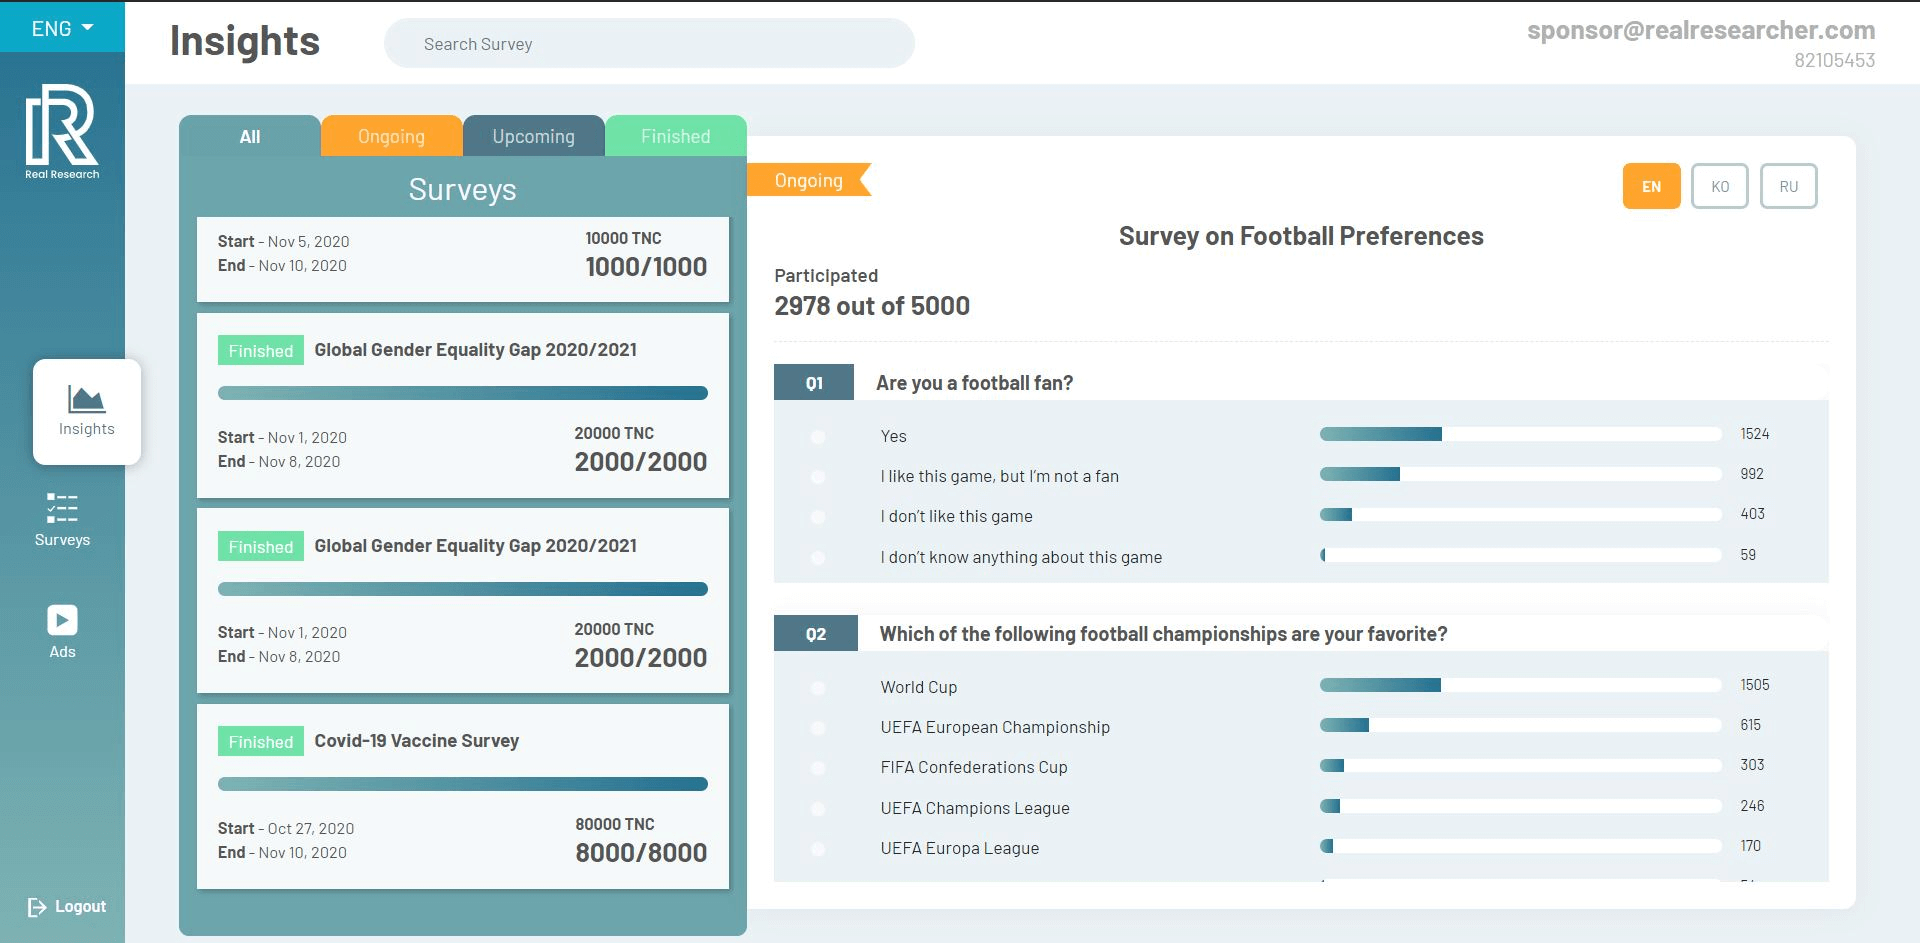 ENG
Insights
Search Survey
sponsor@realresearcher.com
82105453
Real Research
Insights
Surveys
Ads
Logout
All
Ongoing
Upcoming
Finished
Surveys
Start - Nov 5, 2020
End - Nov 10, 2020
10000 TNC
1000/1000
Finished
Global Gender Equality Gap 2020/2021
Start - Nov 1, 2020
End - Nov 8, 2020
20000 TNC
2000/2000
Finished
Global Gender Equality Gap 2020/2021
Start - Nov 1, 2020
End - Nov 8, 2020
20000 TNC
2000/2000
Finished
Covid-19 Vaccine Survey
Start - Oct 27, 2020
End - Nov 10, 2020
80000 TNC
8000/8000
Ongoing
EN
KO
RU
Survey on Football Preferences
Participated
2978 out of 5000
Q1
Are you a football fan?
Yes
1524
I like this game, but I'm not a fan
992
I don't like this game
403
I don't know anything about this game
59
Q2
Which of the following football championships are your favorite?
World Cup
1505
UEFA European Championship
615
FIFA Confederations Cup
303
UEFA Champions League
246
UEFA Europa League
170